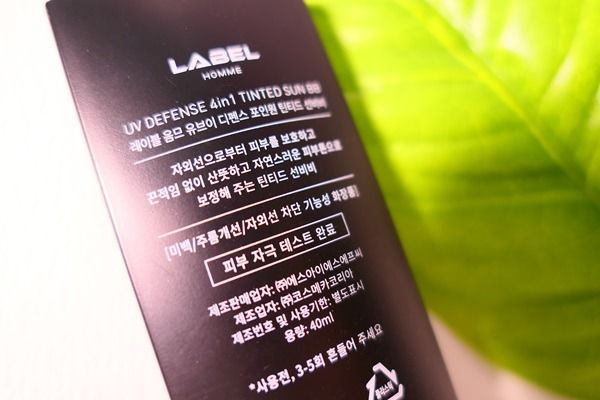 LABEL
HOMME
UV DEFENSE 4in1 TINTED SUN BB
레이블 옴므 유브이 디펜스 포인원 틴티드 선비비
자외선으로부터 피부를 보호하고
끈적임 없이 산뜻하고 자연스러운 피부톤으로
보정해 주는 틴티드 선비비
[미백/주름개선/자외선 차단 기능성 화장품]
피부 자극 테스트 완료
제조판매업자: ㈜에스아이에스에프씨
제조업자: ㈜코스메카코리아
제조번호 및 사용기한: 별도표시
용량: 40ml
*사용전, 3-5회 흔들어 주세요
플라스틱